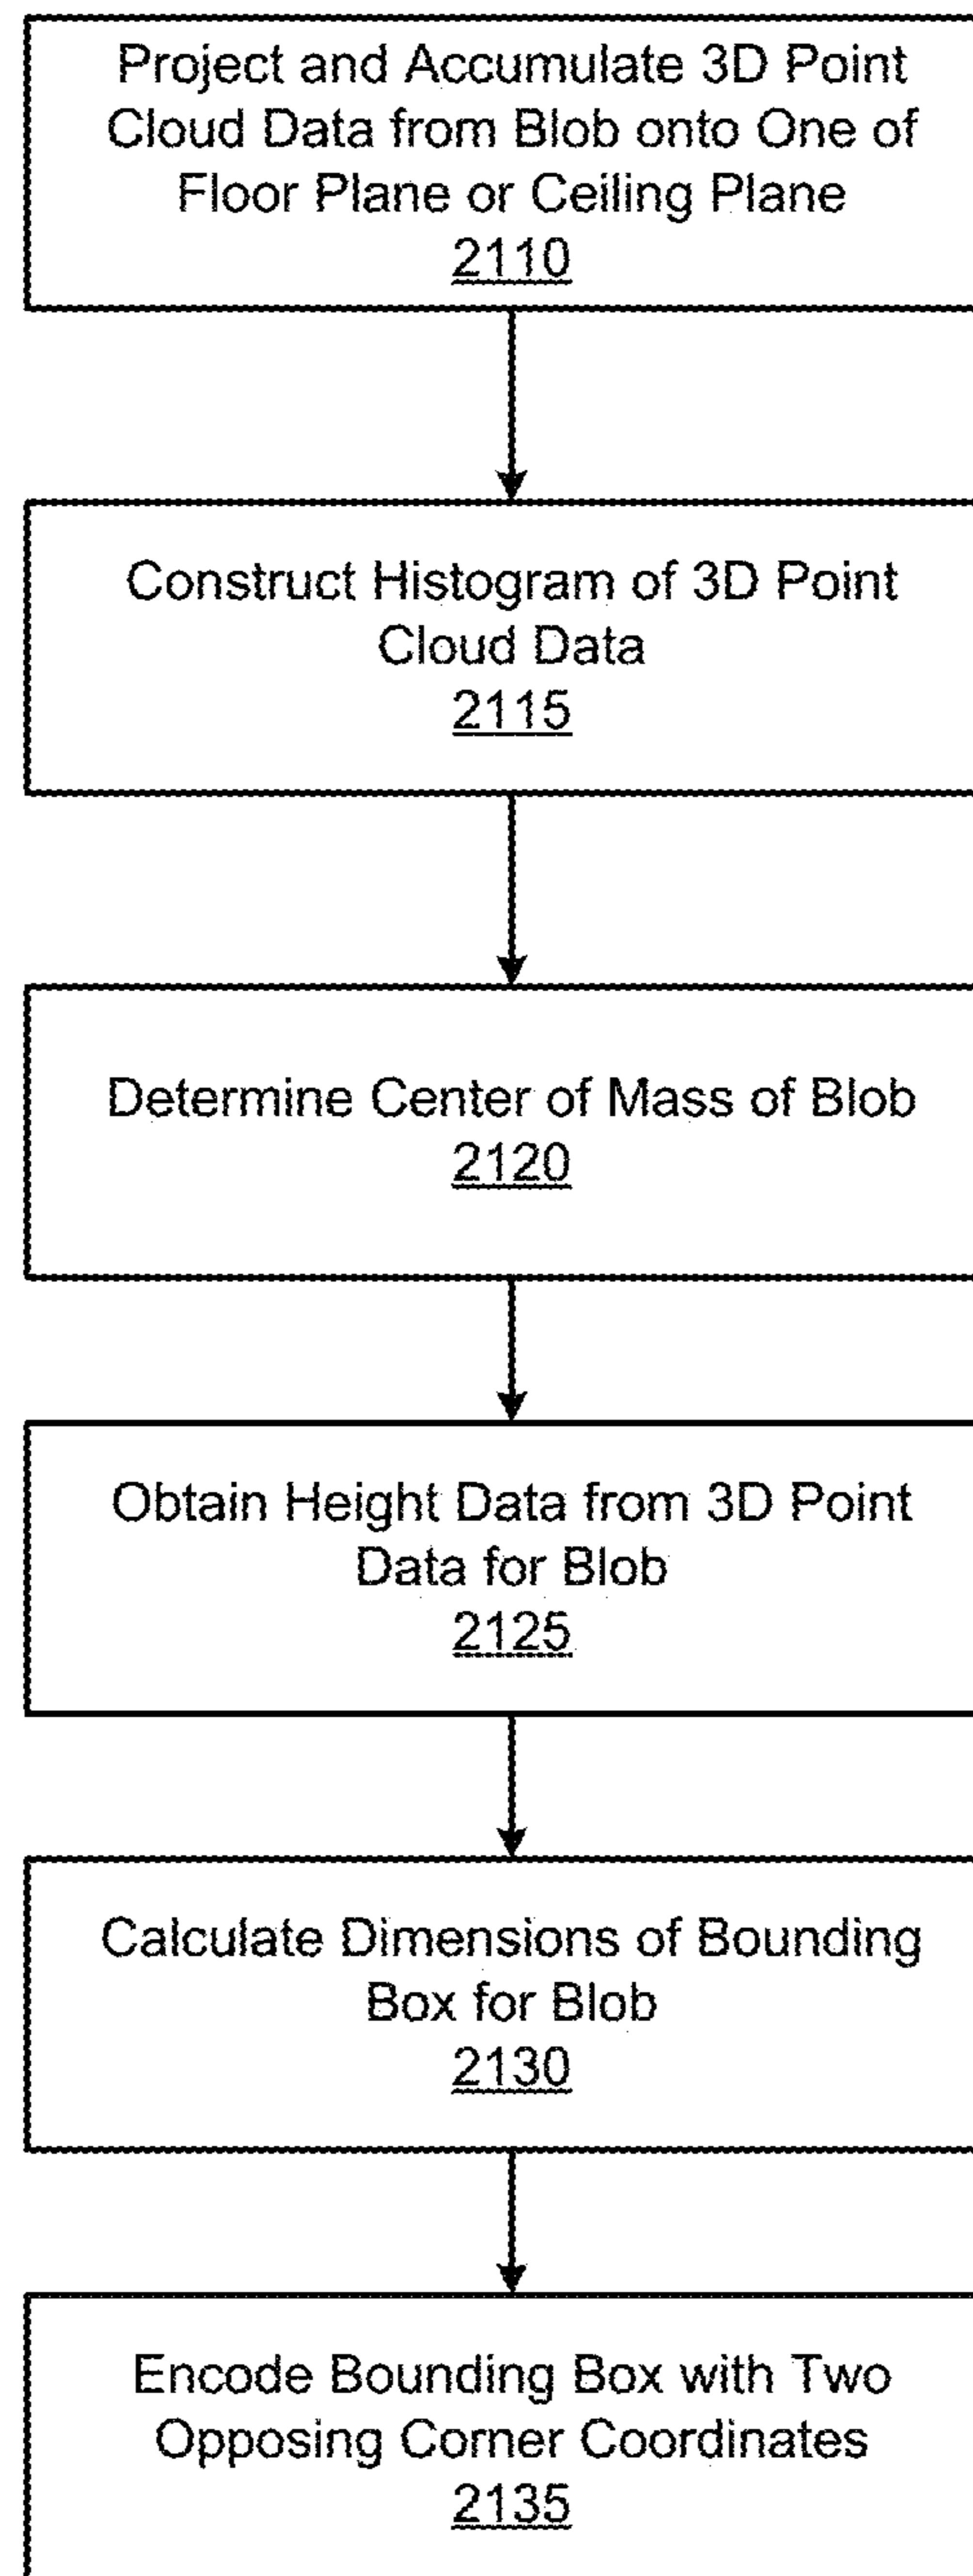 Project and Accumulate 3D Point
Cloud Data from Blob onto One of
Floor Plane or Ceiling Plane
2110
Construct Histogram of 3D Point
Cloud Data
2115
Determine Center of Mass of Blob
2120
Obtain Height Data from 3D Point
Data for Blob
2125
Calculate Dimensions of Bounding
Box for Blob
2130
Encode Bounding Box with Two
Opposing Corner Coordinates
2135